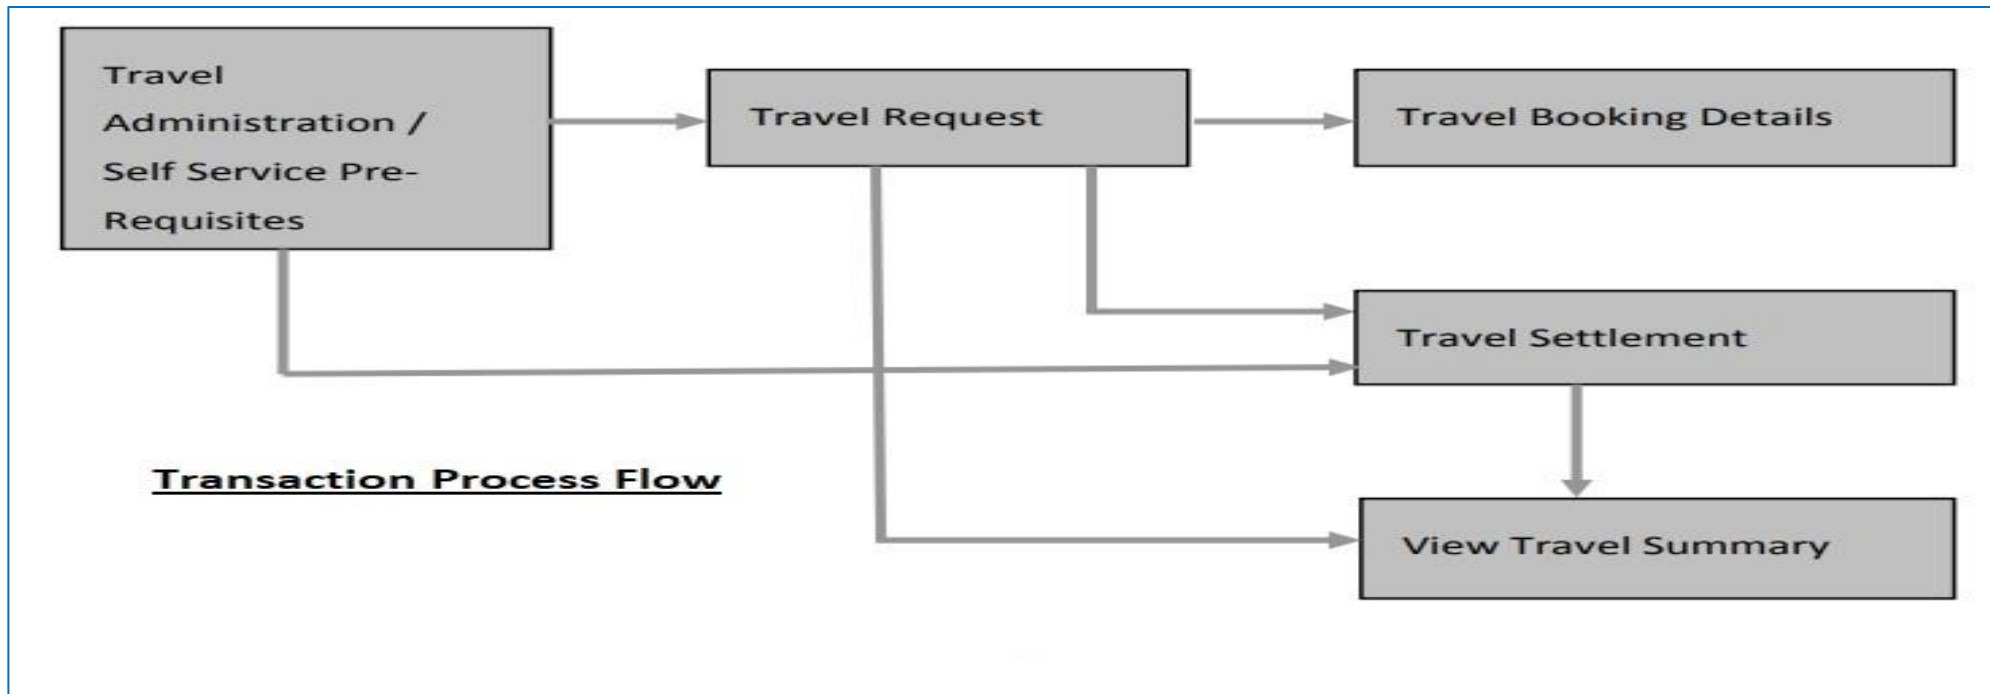 Travel
Administration /
Self Service Pre-
Requisites
Travel Request
Travel Booking Details
Travel Settlement
Transaction Process Flow
View Travel Summary